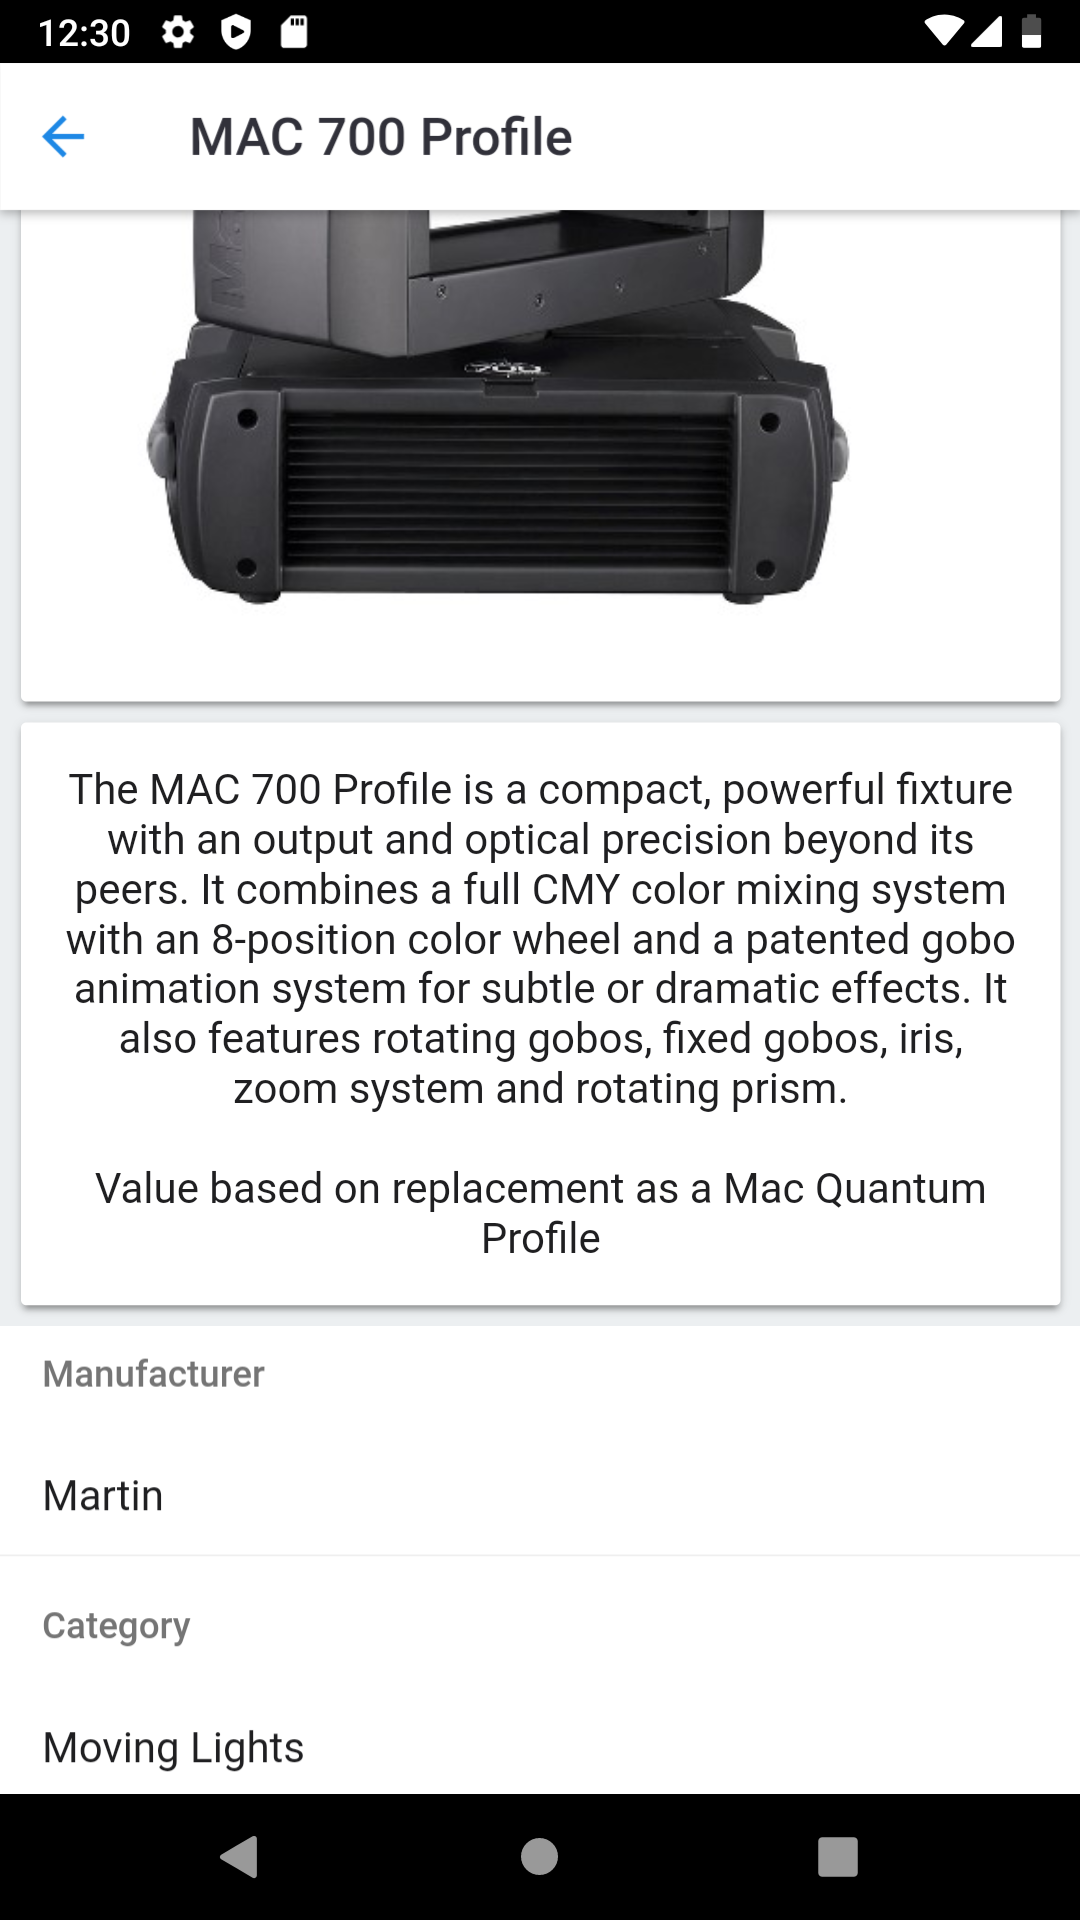 12:30
MAC 700 Profile
700
The MAC 700 Profile is a compact, powerful fixture
with an output and optical precision beyond its
peers. It combines a full CMY color mixing system
with an 8-position color wheel and a patented gobo
animation system for subtle or dramatic effects. It
also features rotating gobos, fixed gobos, iris,
zoom system and rotating prism.
Value based on replacement as a Mac Quantum
Profile
Manufacturer
Martin
Category
Moving Lights